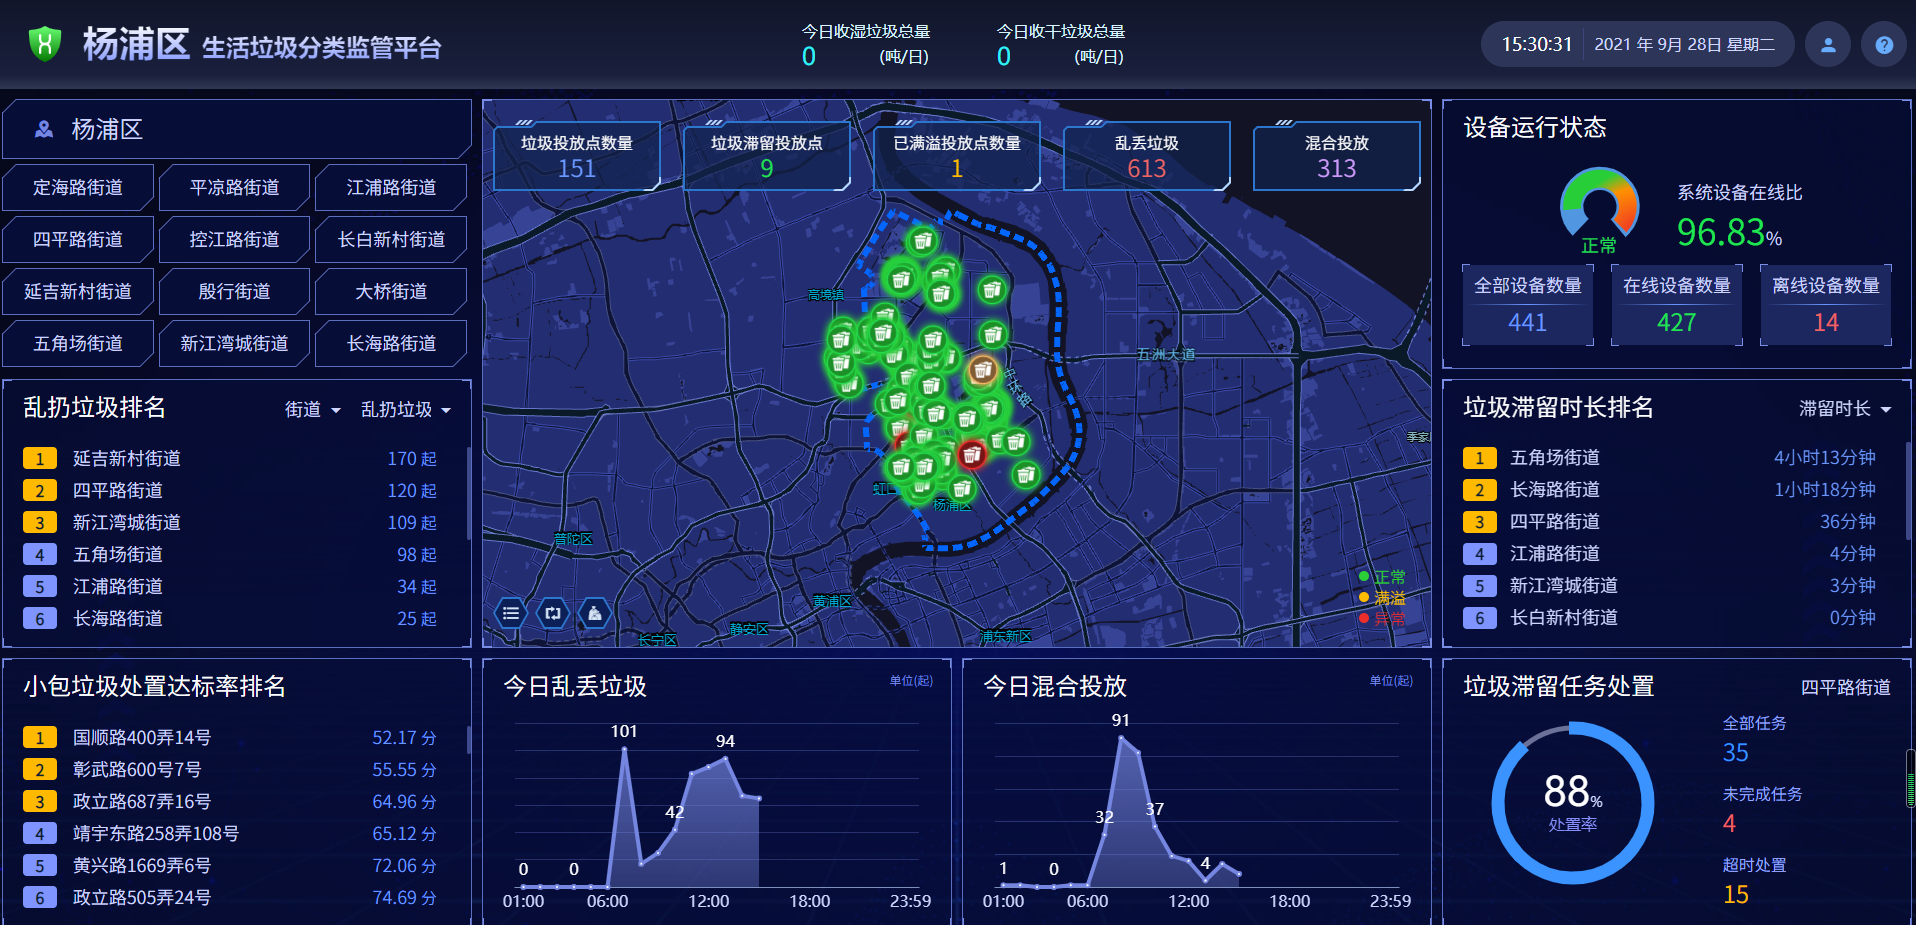 杨浦区 生活垃圾分类监管平台
今日收湿垃圾总量
0 (吨/日)
今日收干垃圾总量
0 (吨/日)
15:30:31 2021 年 9月 28日 星期二
杨浦区
定海路街道 平凉路街道 江浦路街道
四平路街道 控江路街道 长白新村街道
延吉新村街道 殷行街道 大桥街道
五角场街道 新江湾城街道 长海路街道
乱扔垃圾排名 街道 乱扔垃圾
1 延吉新村街道 170 起
2 四平路街道 120 起
3 新江湾城街道 109 起
4 五角场街道 98 起
5 江浦路街道 34 起
6 长海路街道 25 起
小包垃圾处置达标率排名
1 国顺路400弄14号 52.17 分
2 彰武路600号7号 55.55 分
3 政立路687弄16号 64.96 分
4 靖宇东路258弄108号 65.12 分
5 黄兴路1669弄6号 72.06 分
6 政立路505弄24号 74.69 分
垃圾投放点数量
151
垃圾滞留投放点
9
已满溢投放点数量
1
乱丢垃圾
613
混合投放
313
高境镇
五洲大道
季家
虹口
杨浦区
普陀区
黄浦区
静安区
长宁区
浦东新区
正常
满溢
异常
今日乱丢垃圾 单位(起)
101
94
42
0 0
01:00 06:00 12:00 18:00 23:59
今日混合投放 单位(起)
91
32 37
1 0 4
01:00 06:00 12:00 18:00 23:59
设备运行状态
正常
系统设备在线比
96.83%
全部设备数量 在线设备数量 离线设备数量
441 427 14
垃圾滞留时长排名 滞留时长
1 五角场街道 4小时13分钟
2 长海路街道 1小时18分钟
3 四平路街道 36分钟
4 江浦路街道 4分钟
5 新江湾城街道 3分钟
6 长白新村街道 0分钟
垃圾滞留任务处置 四平路街道
88%
处置率
全部任务
35
未完成任务
4
超时处置
15